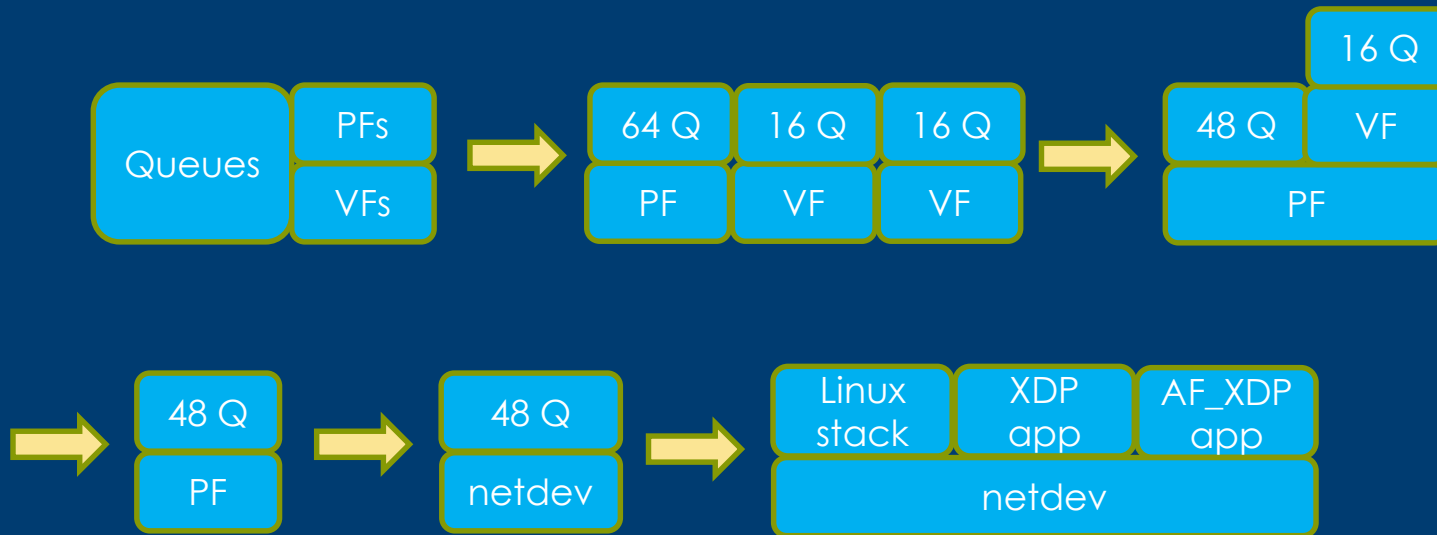 16 Q
Queues
PFs
VFs
64 Q
16 Q
16 Q
PF
VF
VF
48 Q
VF
PF
48 Q
PF
48 Q
netdev
Linux
stack
XDP
app
AF_XDP
app
netdev